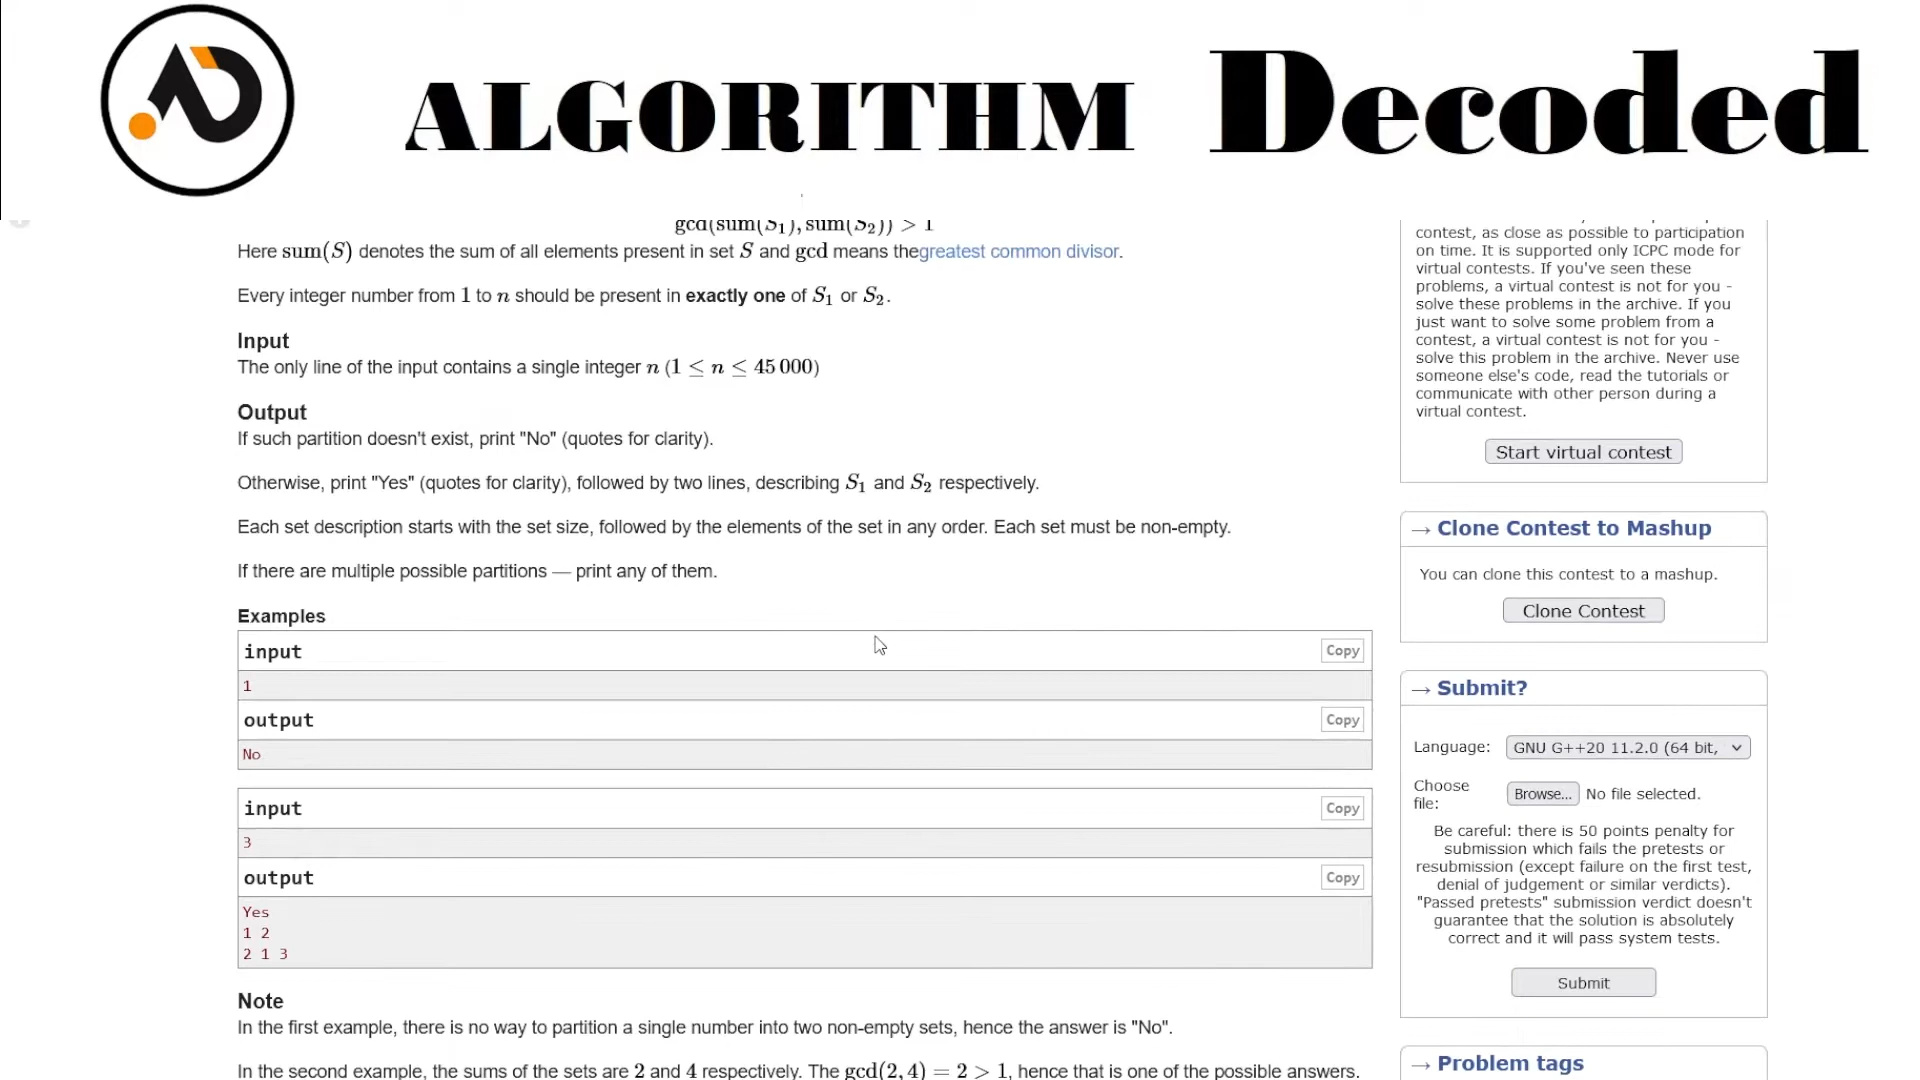 ALGORITHM Decoded
gcd(sum(S₁), sum(S₂)) > 1
Here sum(S) denotes the sum of all elements present in set S and gcd means thegreatest common divisor.
Every integer number from 1 to n should be present in exactly one of S₁ or S₂.
Input
The only line of the input contains a single integer n (1 ≤ n ≤ 45 000)
Output
If such partition doesn't exist, print "No" (quotes for clarity).
Otherwise, print "Yes" (quotes for clarity), followed by two lines, describing S₁ and S₂ respectively.
Each set description starts with the set size, followed by the elements of the set in any order. Each set must be non-empty.
If there are multiple possible partitions — print any of them.
Examples
input
Copy
1
output
Copy
No
input
Copy
3
output
Copy
Yes
1 2
2 1 3
Note
In the first example, there is no way to partition a single number into two non-empty sets, hence the answer is "No".
In the second example, the sums of the sets are 2 and 4 respectively. The gcd(2, 4) = 2 > 1, hence that is one of the possible answers.
contest, as close as possible to participation
on time. It is supported only ICPC mode for
virtual contests. If you've seen these
problems, a virtual contest is not for you -
solve these problems in the archive. If you
just want to solve some problem from a
contest, a virtual contest is not for you -
solve this problem in the archive. Never use
someone else's code, read the tutorials or
communicate with other person during a
virtual contest.
Start virtual contest
→ Clone Contest to Mashup
You can clone this contest to a mashup.
Clone Contest
→ Submit?
Language: GNU G++20 11.2.0 (64 bit,
Choose
file:
Browse... No file selected.
Be careful: there is 50 points penalty for
submission which fails the pretests or
resubmission (except failure on the first test,
denial of judgement or similar verdicts).
"Passed pretests" submission verdict doesn't
guarantee that the solution is absolutely
correct and it will pass system tests.
Submit
→ Problem tags